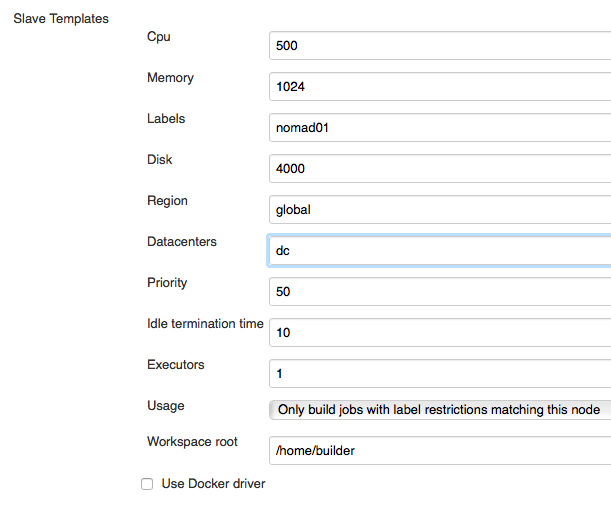 Slave Templates
Cpu
500
Memory
1024
Labels
nomad01
Disk
4000
Region
global
Datacenters
dc
Priority
50
Idle termination time
10
Executors
1
Usage
Only build jobs with label restrictions matching this node
Workspace root
/home/builder
Use Docker driver